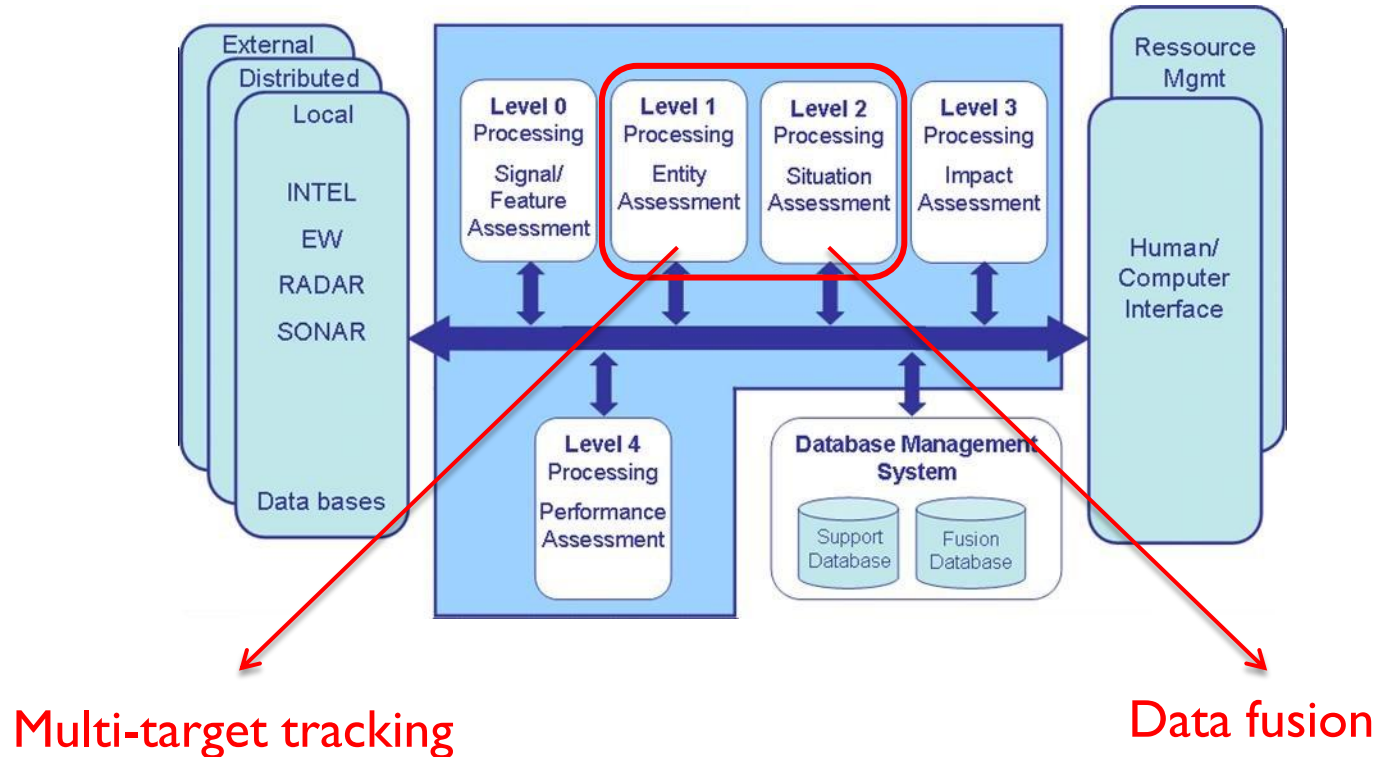 External
Distributed
Local
INTEL
EW
RADAR
SONAR
Data bases
Level 0
Processing
Signal/
Feature
Assessment
Level 1
Processing
Entity
Assessment
Level 2
Processing
Situation
Assessment
Level 3
Processing
Impact
Assessment
Ressource
Mgmt
Human/
Computer
Interface
Level 4
Processing
Performance
Assessment
Database Management
System
Support
Database
Fusion
Database
Multi-target tracking
Data fusion